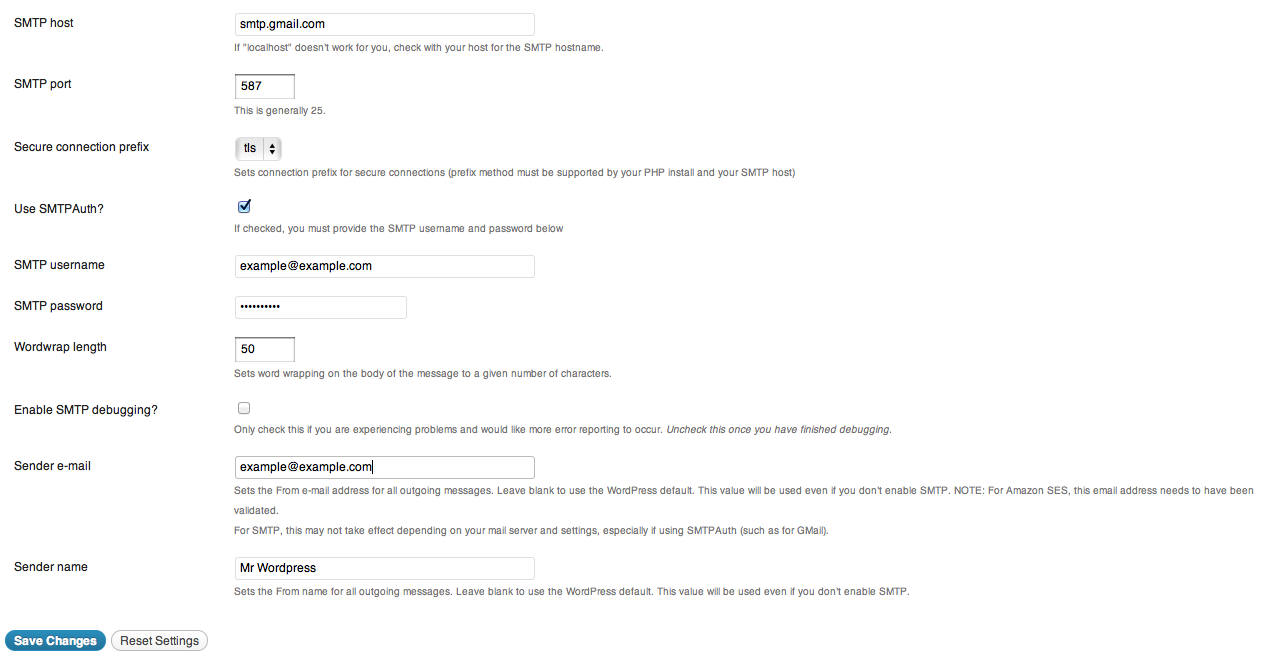 SMTP host
smtp.gmail.com
If "localhost" doesn't work for you, check with your host for the SMTP hostname.
SMTP port
587
This is generally 25.
Secure connection prefix
tls
Sets connection prefix for secure connections (prefix method must be supported by your PHP install and your SMTP host)
Use SMTPAuth?
If checked, you must provide the SMTP username and password below
SMTP username
example@example.com
SMTP password
••••••••••
Wordwrap length
50
Sets word wrapping on the body of the message to a given number of characters.
Enable SMTP debugging?
Only check this if you are experiencing problems and would like more error reporting to occur. Uncheck this once you have finished debugging.
Sender e-mail
example@example.com
Sets the From e-mail address for all outgoing messages. Leave blank to use the WordPress default. This value will be used even if you don't enable SMTP. NOTE: For Amazon SES, this email address needs to have been
validated.
For SMTP, this may not take effect depending on your mail server and settings, especially if using SMTPAuth (such as for GMail).
Sender name
Mr Wordpress
Sets the From name for all outgoing messages. Leave blank to use the WordPress default. This value will be used even if you don't enable SMTP.
Save Changes
Reset Settings